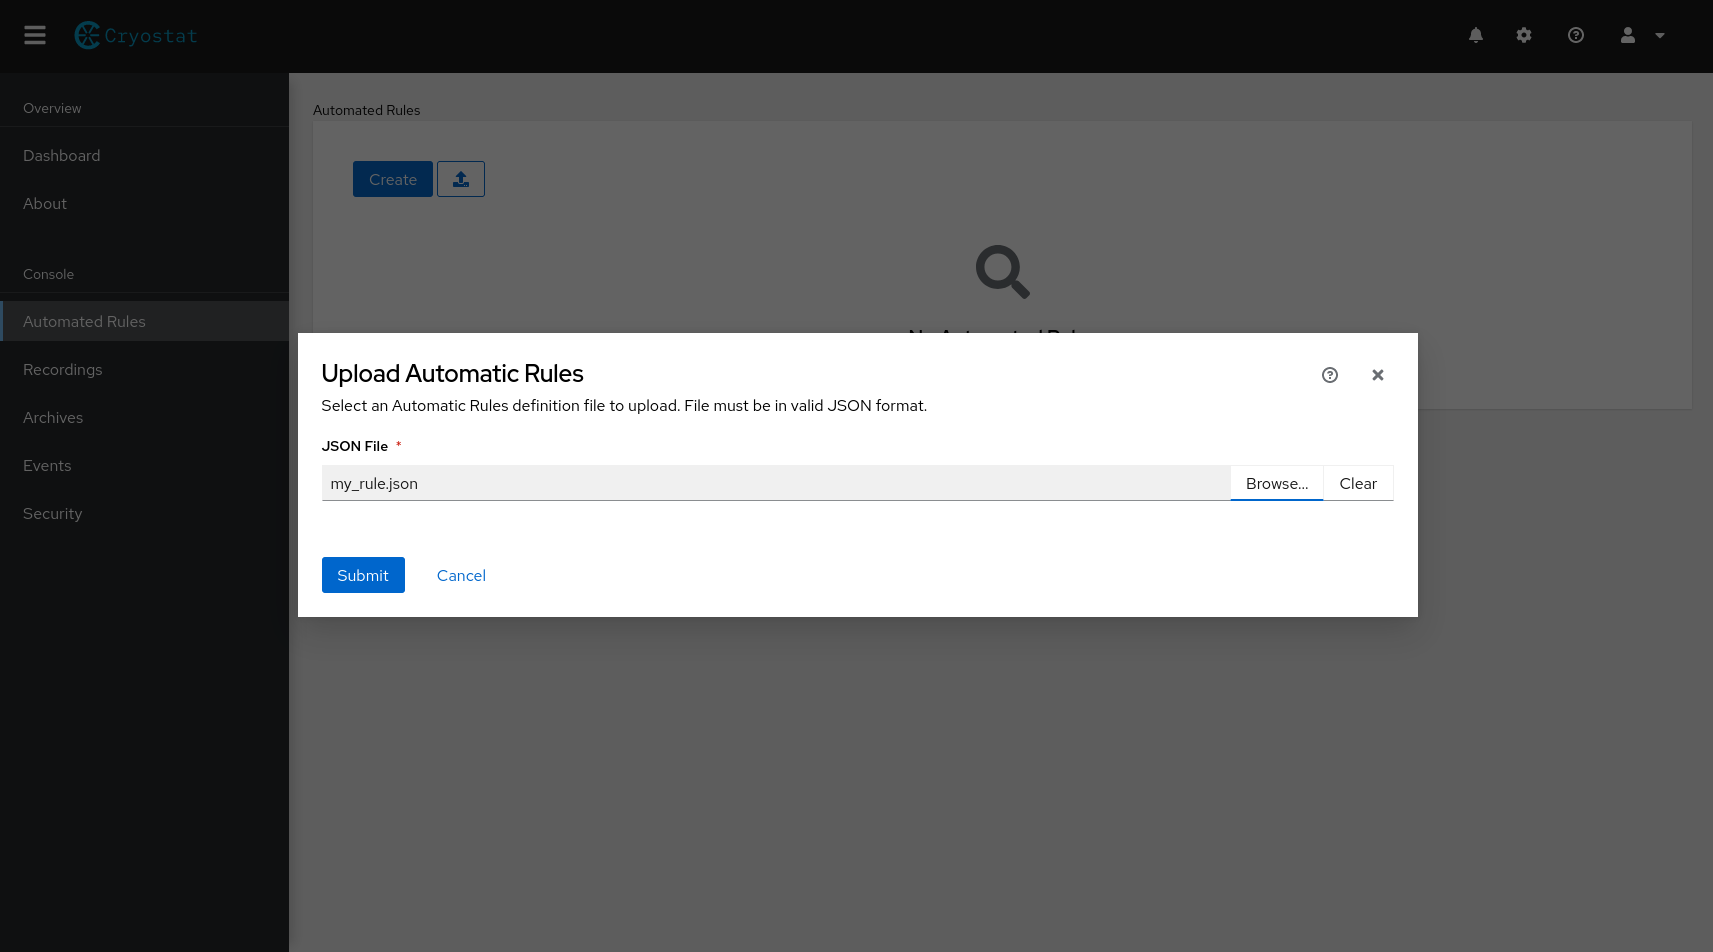 Cryostat
Overview
Dashboard
About
Console
Automated Rules
Recordings
Archives
Events
Security
Automated Rules
Create
Upload Automatic Rules
Select an Automatic Rules definition file to upload. File must be in valid JSON format.
JSON File *
my_rule.json Browse... Clear
Submit Cancel